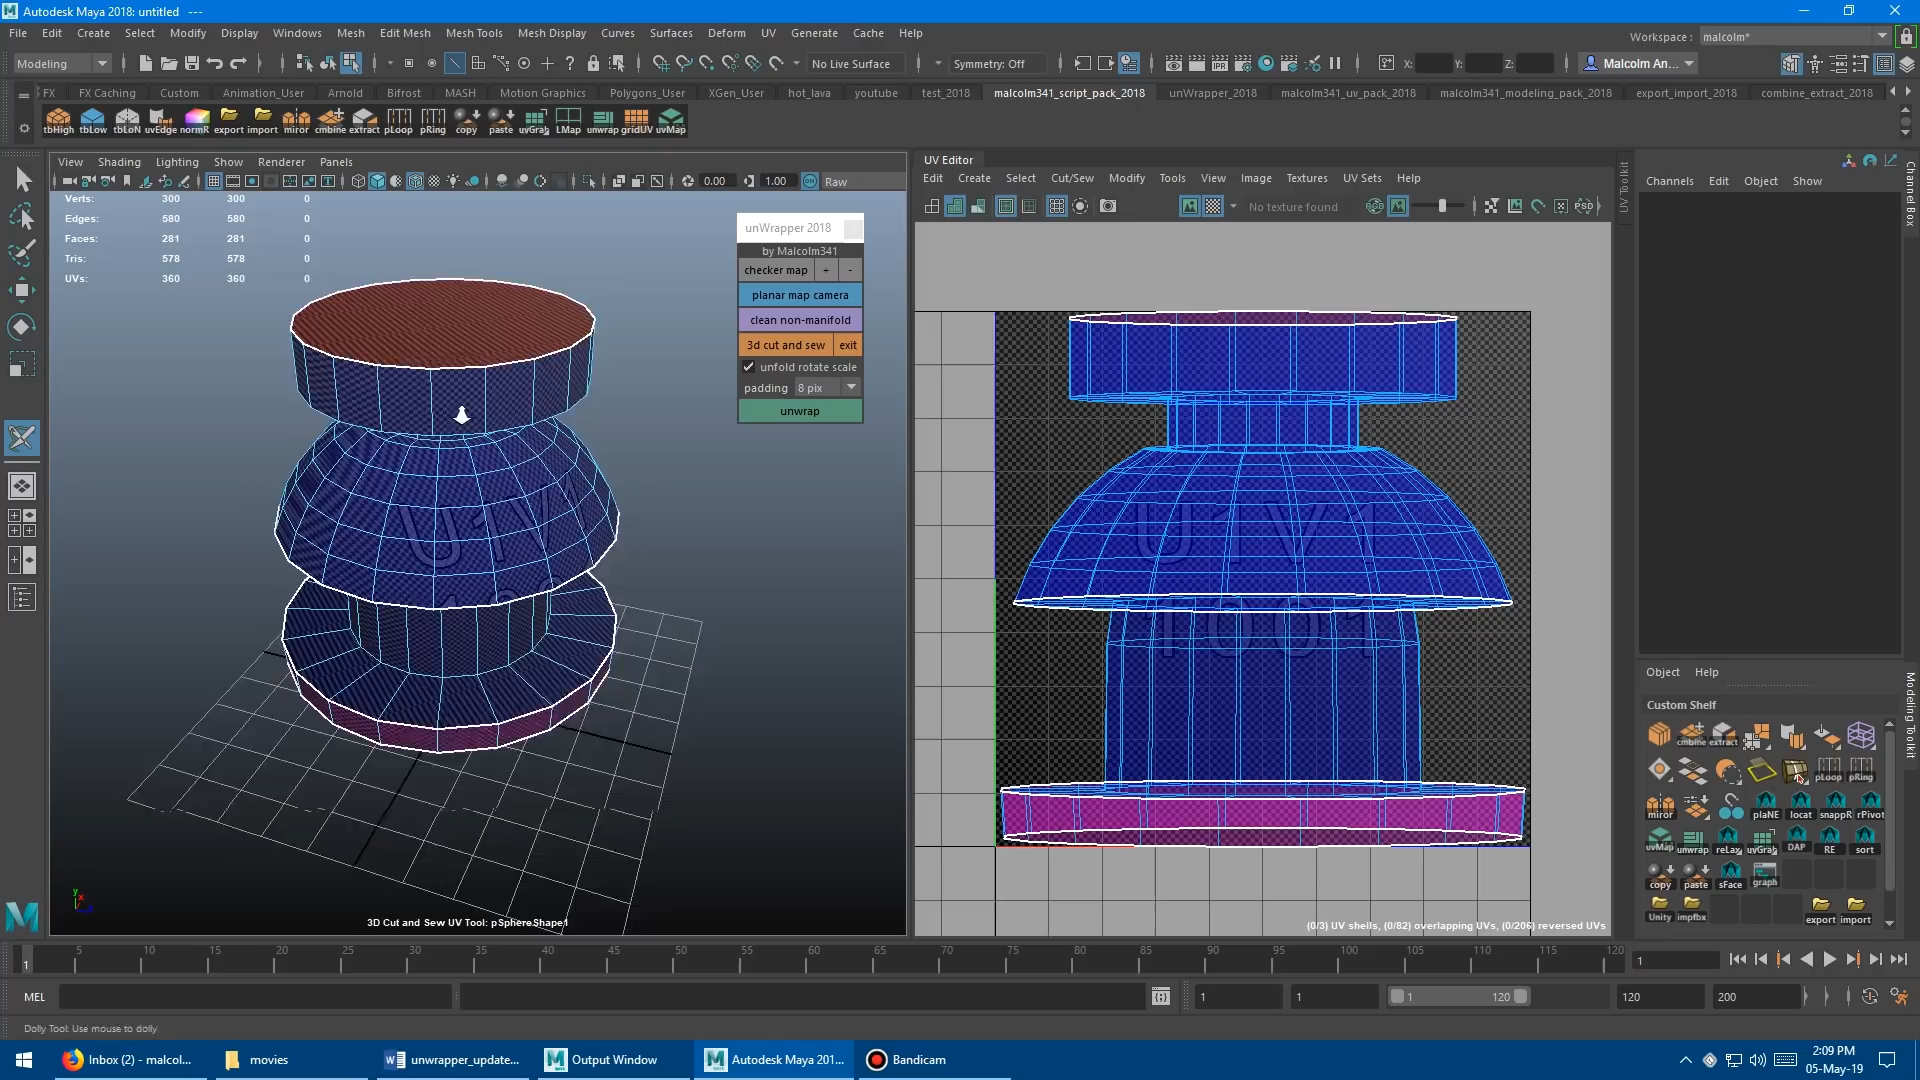 Autodesk Maya 2018: untitled   ---
File Edit Create Select Modify Display Windows Mesh Edit Mesh Mesh Tools Mesh Display Curves Surfaces Deform UV Generate Cache Help
Workspace : malcolm*
Modeling
No Live Surface
Symmetry: Off
X: Y: Z:
Malcolm An...
FX FX Caching Custom Animation_User Arnold Bifrost MASH Motion Graphics Polygons_User XGen_User hot_lava youtube test_2018 malcolm341_script_pack_2018 unWrapper_2018 malcolm341_uv_pack_2018 malcolm341_modeling_pack_2018 export_import_2018 combine_extract_2018
tbHigh tbLow tbLoN uvEdge normR export import miror cmbine extract pLoop pRing copy paste uvGrab LMap unwrap gridUV uvMap
View Shading Lighting Show Renderer Panels
0.00 1.00 Raw
Verts: 300 300 0
Edges: 580 580 0
Faces: 281 281 0
Tris: 578 578 0
UVs: 360 360 0
unWrapper 2018
by Malcolm341
checker map + -
planar map camera
clean non-manifold
3d cut and sew exit
unfold rotate scale
padding 8 pix
unwrap
U1V
3D Cut and Sew UV Tool: pSphereShape1
UV Editor
Edit Create Select Cut/Sew Modify Tools View Image Textures UV Sets Help
No texture found
U1V1
1001
(0/3) UV shells, (0/82) overlapping UVs, (0/206) reversed UVs
UV Toolkit
Channels Edit Object Show
Channel Box
Object Help
Custom Shelf
Modeling Toolkit
cmbine extract
pLoop pRing
miror plaNE locat snappR rPivot
uvMap unwrap reLax uvGrab DAP RE sort
copy paste sFace graph
Unity impfbx export import
1 5 10 15 20 25 30 35 40 45 50 55 60 65 70 75 80 85 90 95 100 105 110 115 120
1
MEL
1 1 1 120 120 200
Dolly Tool: Use mouse to dolly
Inbox (2) - malcol... movies unwrapper_update... Output Window Autodesk Maya 201... Bandicam
2:09 PM
05-May-19